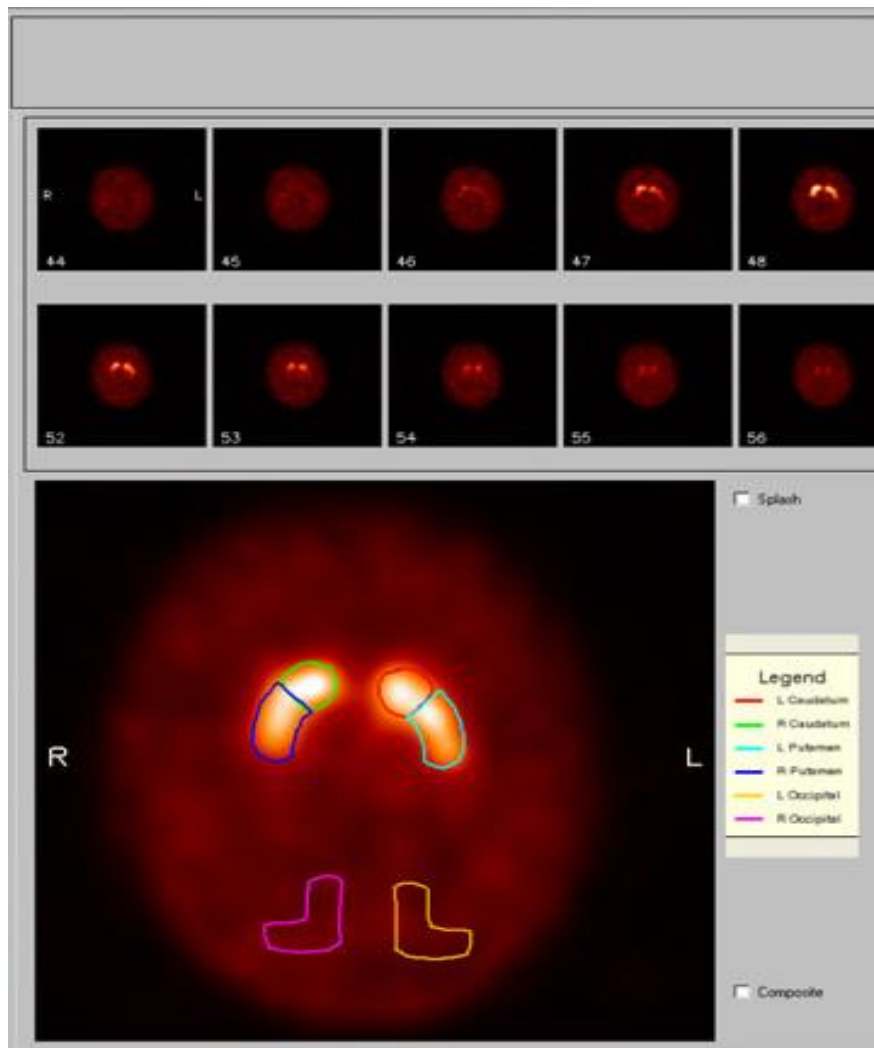 R L
44 45 46 47 48
52 53 54 55 56
Splash
Legend
L Caudatum
R Caudatum
L Putamen
R Putamen
L Occipital
R Occipital
R L
Composite